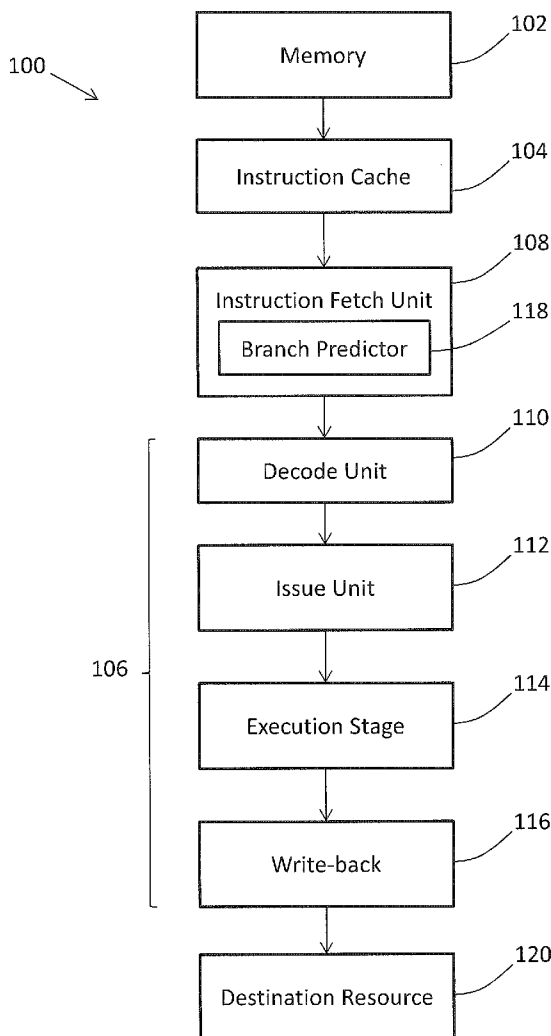 102
Memory
100
104
Instruction Cache
108
Instruction Fetch Unit
118
Branch Predictor
110
Decode Unit
112
Issue Unit
106
114
Execution Stage
116
Write-back
120
Destination Resource